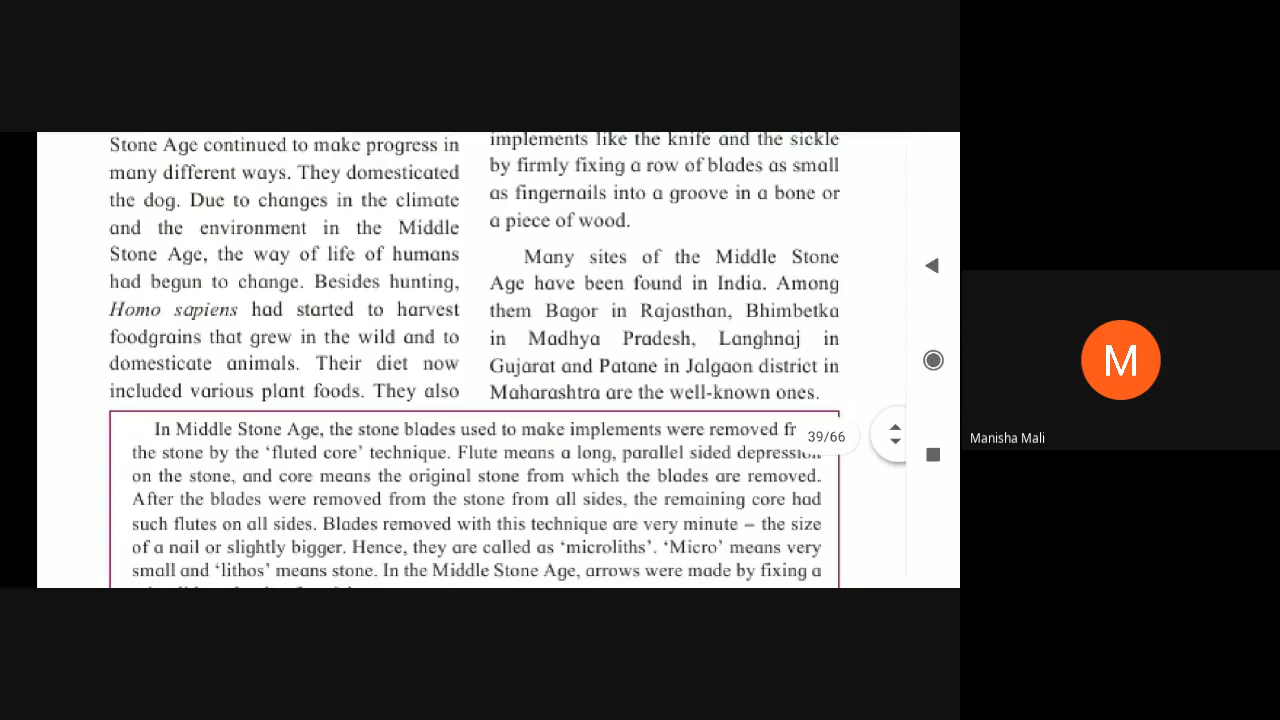 Stone Age continued to make progress in
many different ways. They domesticated
the dog. Due to changes in the climate
and the environment in the Middle
Stone Age, the way of life of humans
had begun to change. Besides hunting,
Homo sapiens had started to harvest
foodgrains that grew in the wild and to
domesticate animals. Their diet now
included various plant foods. They also
implements like the knife and the sickle
by firmly fixing a row of blades as small
as fingernails into a groove in a bone or
a piece of wood.
Many sites of the Middle Stone
Age have been found in India. Among
them Bagor in Rajasthan, Bhimbetka
in Madhya Pradesh, Langhnaj in
Gujarat and Patane in Jalgaon district in
Maharashtra are the well-known ones.
In Middle Stone Age, the stone blades used to make implements were removed
the stone by the ‘fluted core’ technique. Flute means a long, parallel sided depression
on the stone, and core means the original stone from which the blades are removed.
After the blades were removed from the stone from all sides, the remaining core had
such flutes on all sides. Blades removed with this technique are very minute – the size
of a nail or slightly bigger. Hence, they are called as ‘microliths’. ‘Micro’ means very
small and ‘lithos’ means stone. In the Middle Stone Age, arrows were made by fixing a
39/66
M
Manisha Mali